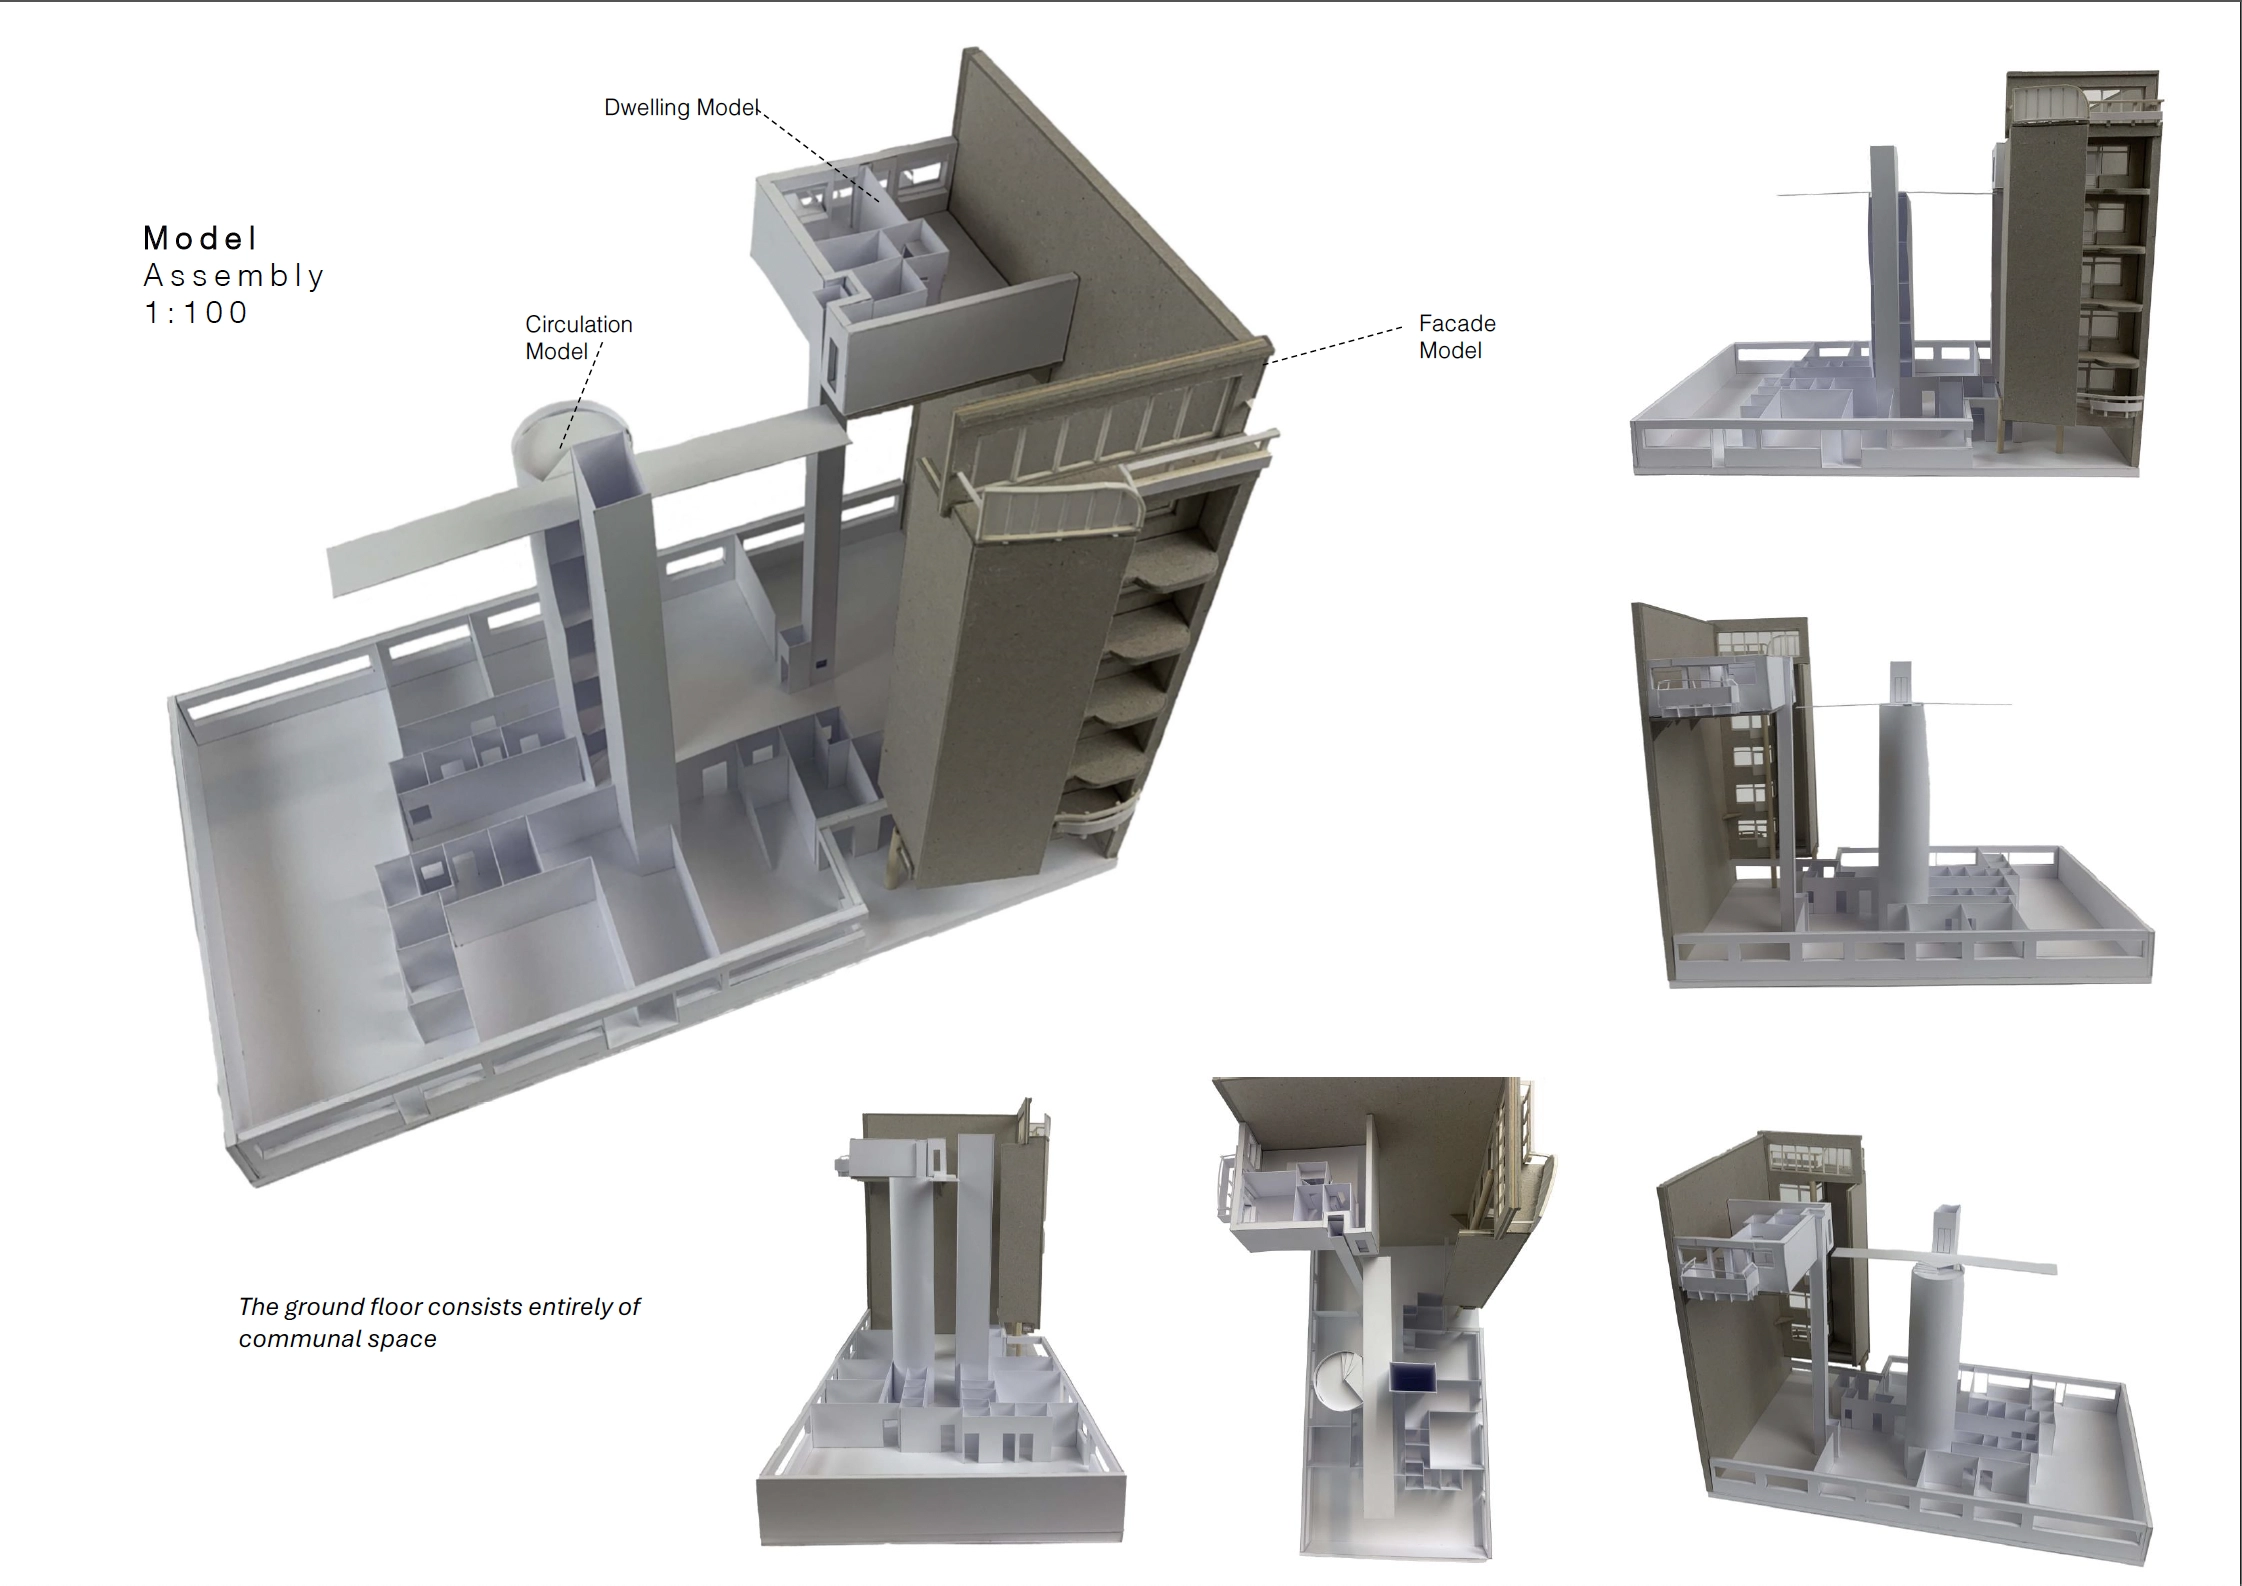 Dwelling Model
Model
Assembly
1:100
Circulation
Model
Facade
Model
The ground floor consists entirely of
communal space